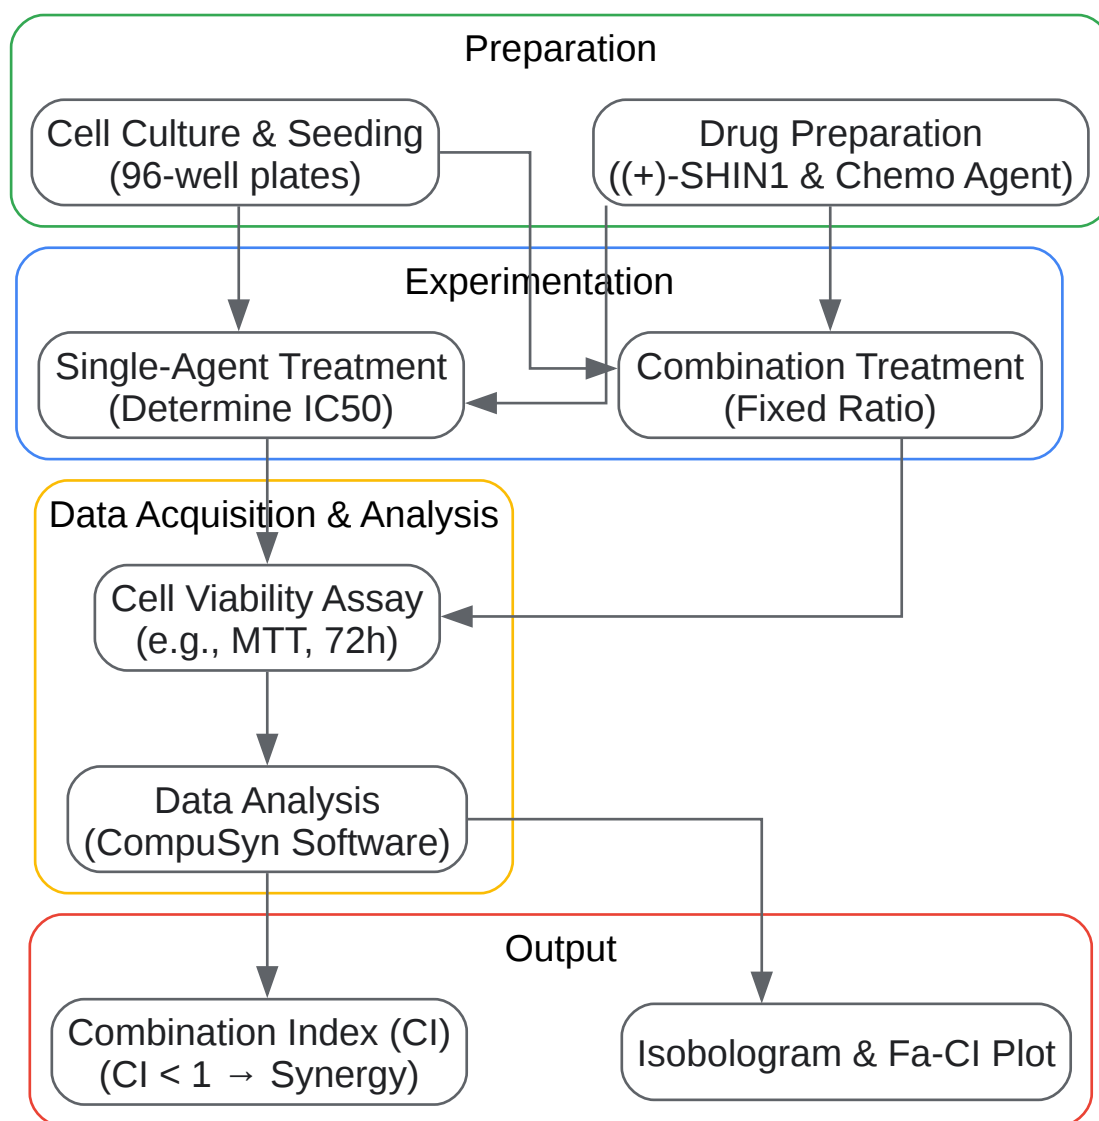 Preparation
Cell Culture & Seeding
(96-well plates)
Drug Preparation
((+)-SHIN1 & Chemo Agent)
Experimentation
Single-Agent Treatment
(Determine IC50)
Combination Treatment
(Fixed Ratio)
Data Acquisition & Analysis
Cell Viability Assay
(e.g., MTT, 72h)
Data Analysis
(CompuSyn Software)
Output
Combination Index (CI)
(CI < 1 → Synergy)
Isobologram & Fa-CI Plot